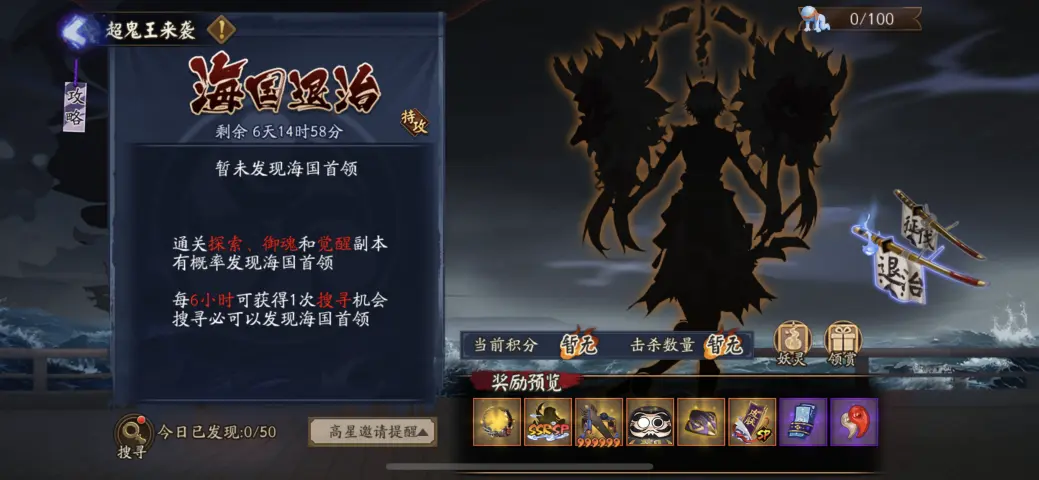 超鬼王来袭
0/100
攻略
海国退治
特攻
剩余 6天14时58分
暂未发现海国首领
通关探索、御魂和觉醒副本
有概率发现海国首领
每6小时可获得1次搜寻机会
搜寻必可以发现海国首领
征伐
退治
当前积分 暂无 击杀数量 暂无
妖灵 领赏
奖励预览
SSR SP
999999
SP
今日已发现:0/50
搜寻
高星邀请提醒